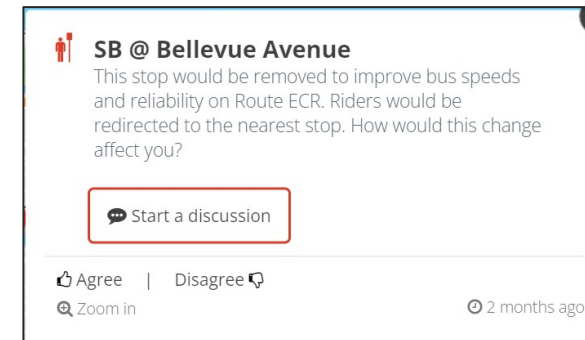 SB @ Bellevue Avenue
This stop would be removed to improve bus speeds
and reliability on Route ECR. Riders would be
redirected to the nearest stop. How would this change
affect you?
Start a discussion
Agree | Disagree
Zoom in
2 months ago